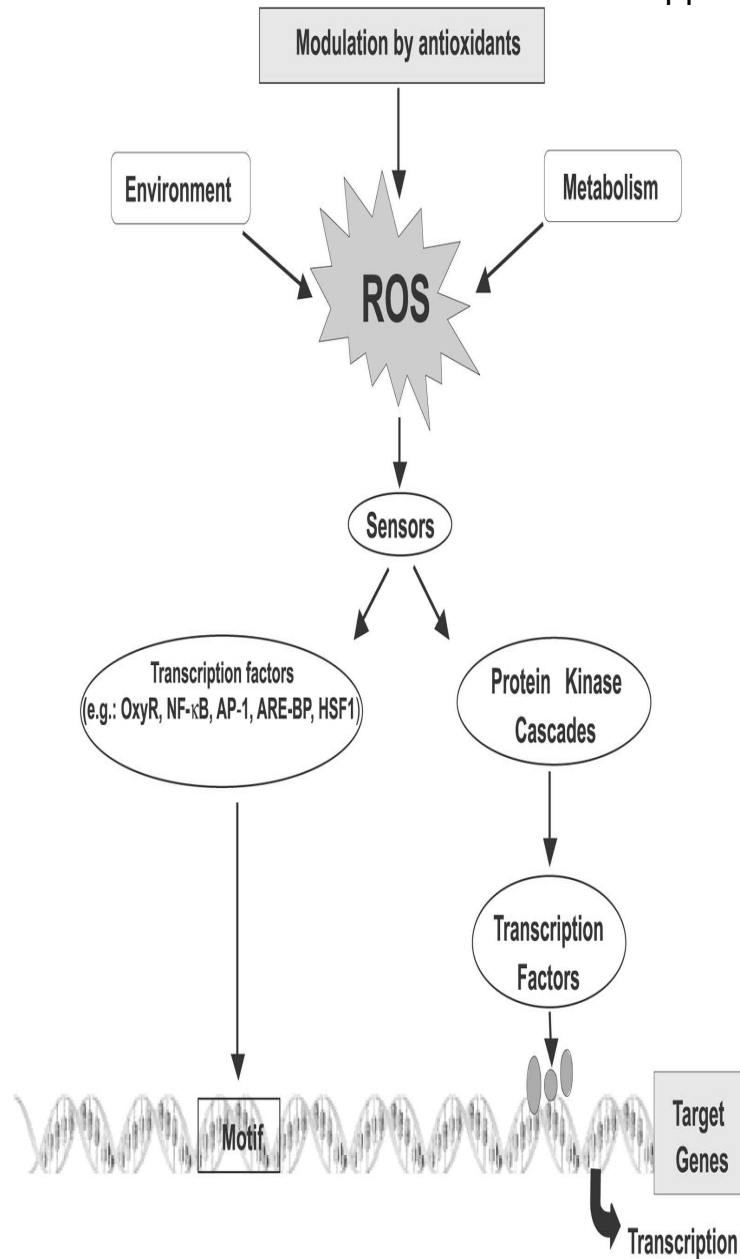 Modulation by antioxidants
Environment
Metabolism
ROS
Sensors
Transcription factors
(e.g.: OxyR, NF-κB, AP-1, ARE-BP, HSF1)
Protein Kinase
Cascades
Transcription
Factors
Motif
Target
Genes
Transcription